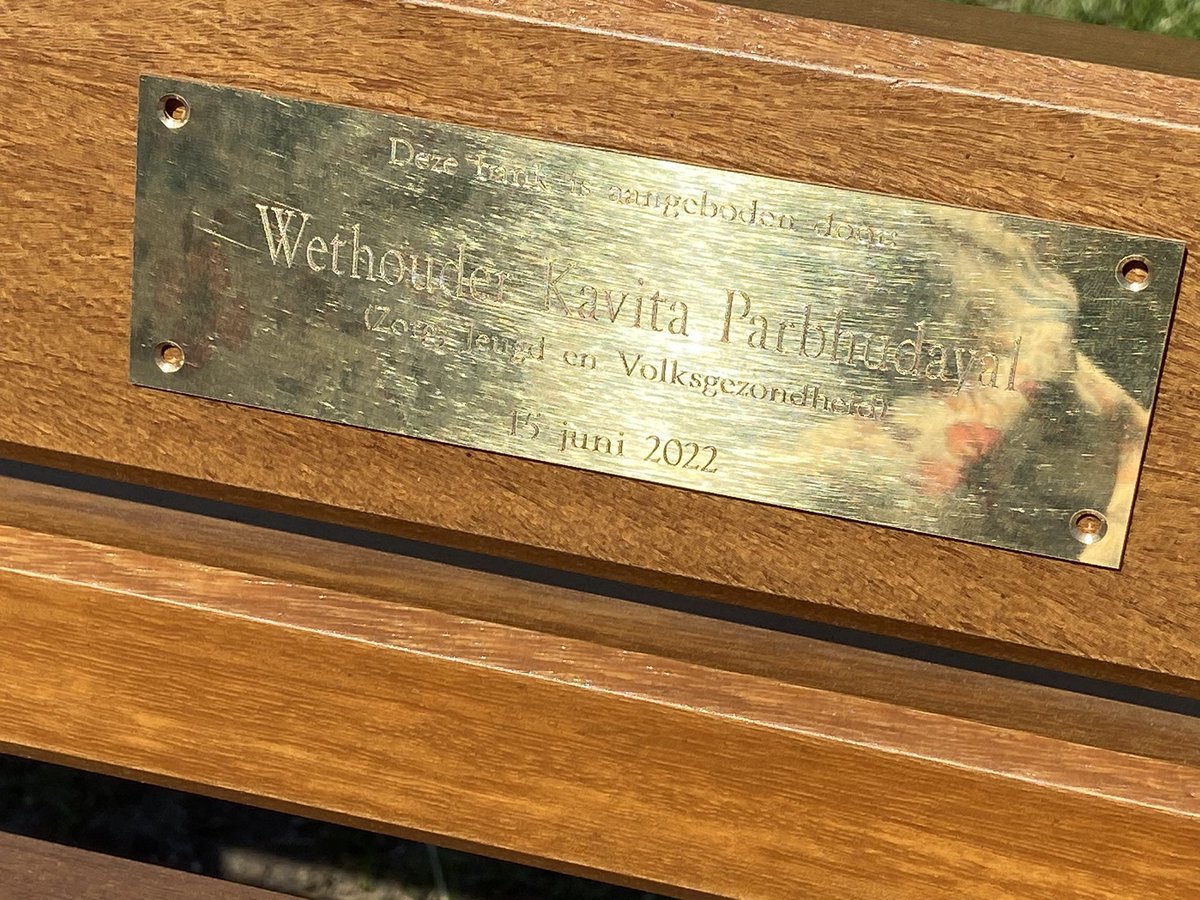 Deze bank is aangeboden door:
Wethouder Kavita Parbhudayal
(Zorg, Jeugd en Volksgezondheid)
15 juni 2022